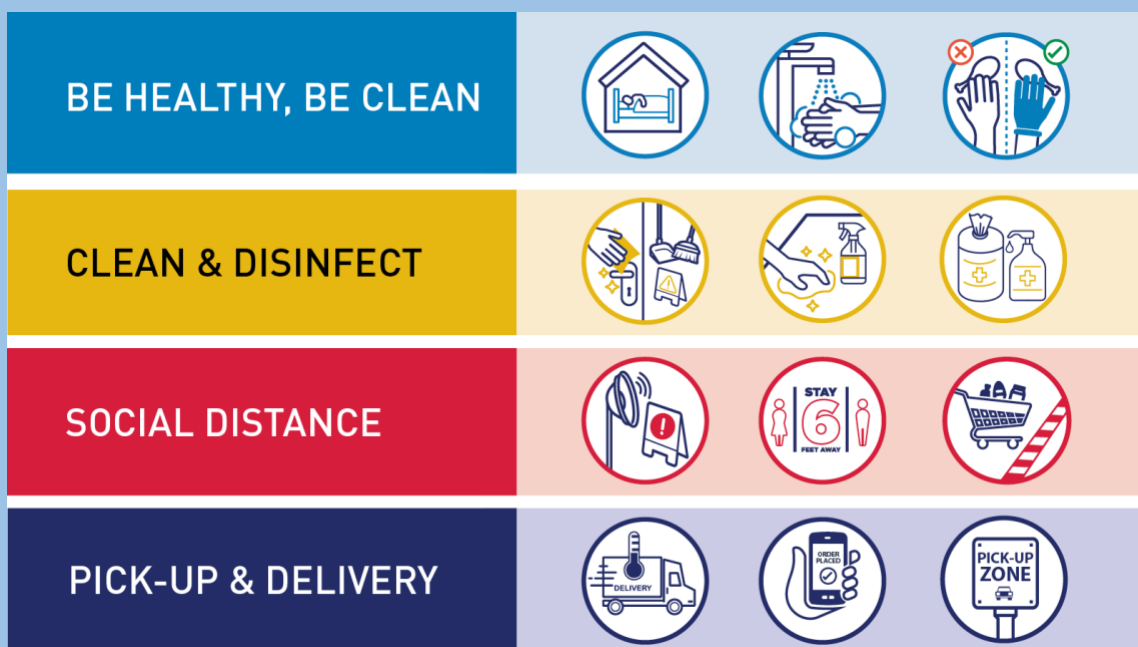 BE HEALTHY, BE CLEAN
CLEAN & DISINFECT
SOCIAL DISTANCE
STAY
6
FEET AWAY
PICK-UP & DELIVERY
DELIVERY
ORDER
PLACED
PICK-UP
ZONE